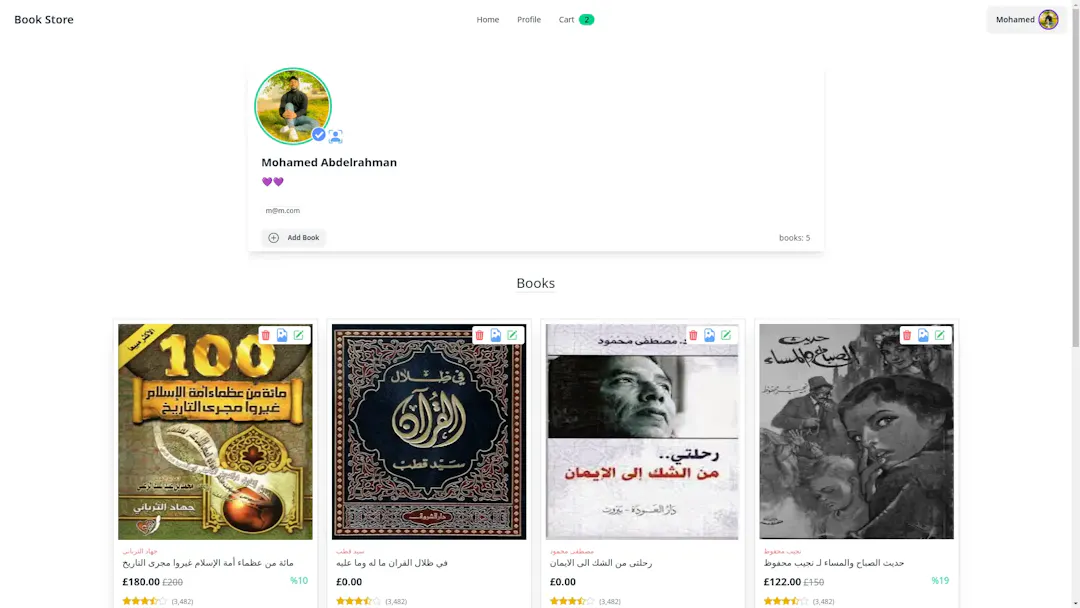 Book Store
Home Profile Cart 2
Mohamed
Mohamed Abdelrahman
💜💜
m@m.com
Add Book
books: 5
Books
الأكثر مبيعا
100
مائة من عظماء أمة الإسلام
غيروا مجرى التاريخ
جهاد الترباني
جهاد الترباني
مائة من عظماء أمة الإسلام غيروا مجرى التاريخ
£180.00 £200 %10
(3,482)
في ظلال
القرآن
سيد قطب
دار الشروق
سيد قطب
في ظلال القران ما له وما عليه
£0.00
(3,482)
د. مصطفى محمود
رحلتي..
من الشك إلى الإيمان
دار العودة - بيروت
مصطفى محمود
رحلتى من الشك الى الايمان
£0.00
(3,482)
حديث
الصباح والمساء
نجيب محفوظ
نجيب محفوظ
حديث الصباح والمساء لـ نجيب محفوظ
£122.00 £150 %19
(3,482)